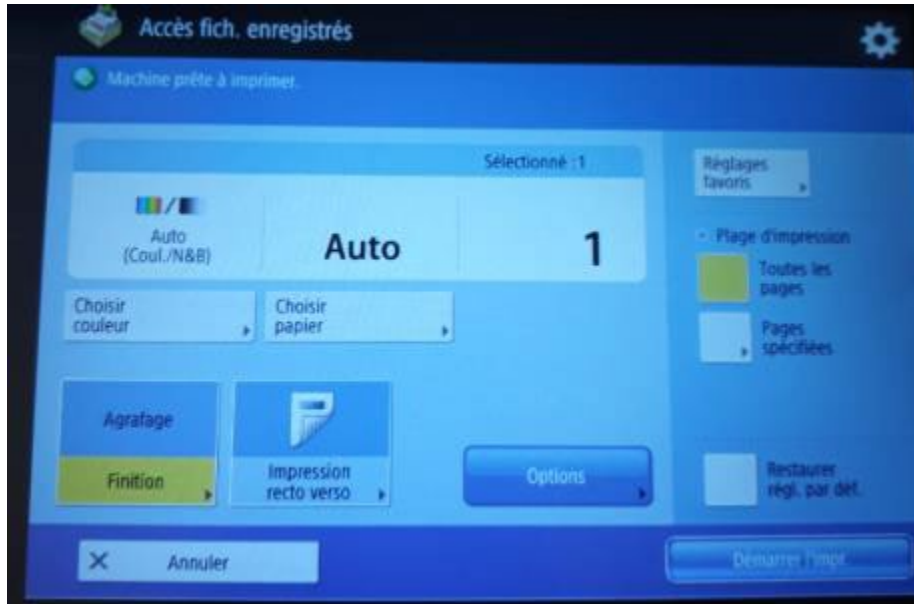 Accès fich. enregistrés
Machine prête à imprimer.
Sélectionné :1
Auto
(Coul./N&B)
Auto
1
Réglages
favoris
Plage d'impression
Toutes les
pages
Pages
spécifiées
Choisir
couleur
Choisir
papier
Agrafage
Finition
Impression
recto verso
Options
Restaurer
régl. par déf.
Annuler
Démarrer l'impr.